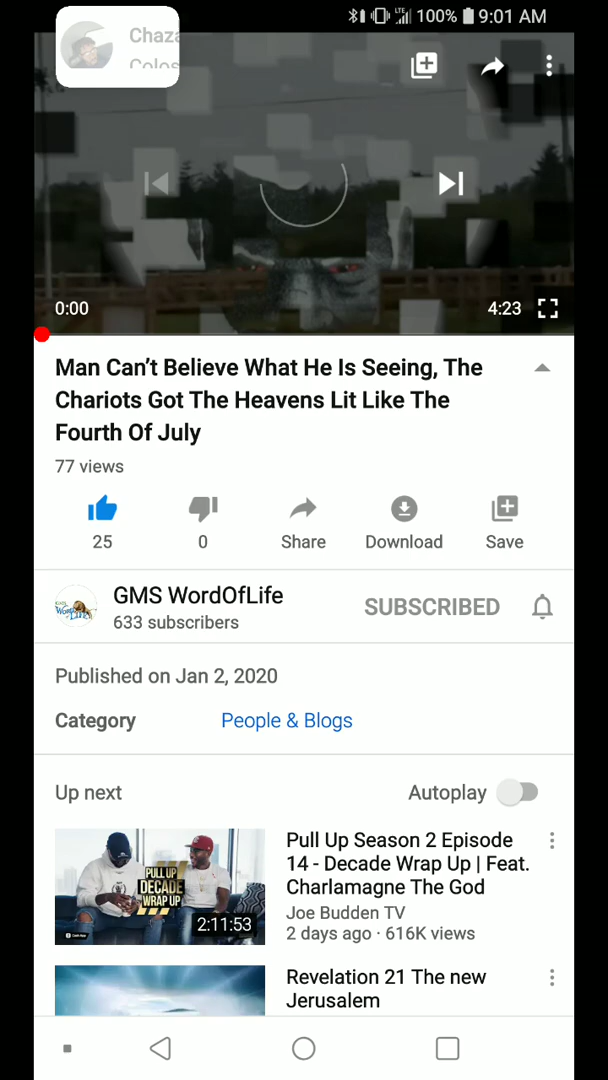 100% 9:01 AM
LTE
0:00
4:23
Man Can't Believe What He Is Seeing, The
Chariots Got The Heavens Lit Like The
Fourth Of July
77 views
25
0
Share
Download
Save
GMS WordOfLife
633 subscribers
SUBSCRIBED
Published on Jan 2, 2020
Category
People & Blogs
Up next
Autoplay
PULL UP
DECADE
WRAP UP
2:11:53
Pull Up Season 2 Episode
14 - Decade Wrap Up | Feat.
Charlamagne The God
Joe Budden TV
2 days ago · 616K views
Revelation 21 The new
Jerusalem